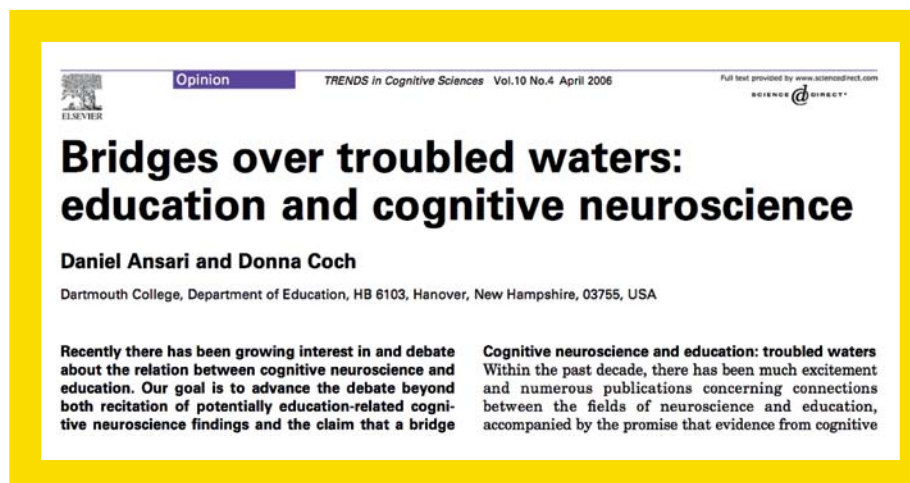 Opinion
TRENDS in Cognitive Sciences Vol.10 No.4 April 2006
Full text provided by www.sciencedirect.com
SCIENCE @ DIRECT•
ELSEVIER
Bridges over troubled waters:
education and cognitive neuroscience
Daniel Ansari and Donna Coch
Dartmouth College, Department of Education, HB 6103, Hanover, New Hampshire, 03755, USA
Recently there has been growing interest in and debate
about the relation between cognitive neuroscience and
education. Our goal is to advance the debate beyond
both recitation of potentially education-related cogni-
tive neuroscience findings and the claim that a bridge
Cognitive neuroscience and education: troubled waters
Within the past decade, there has been much excitement
and numerous publications concerning connections
between the fields of neuroscience and education,
accompanied by the promise that evidence from cognitive